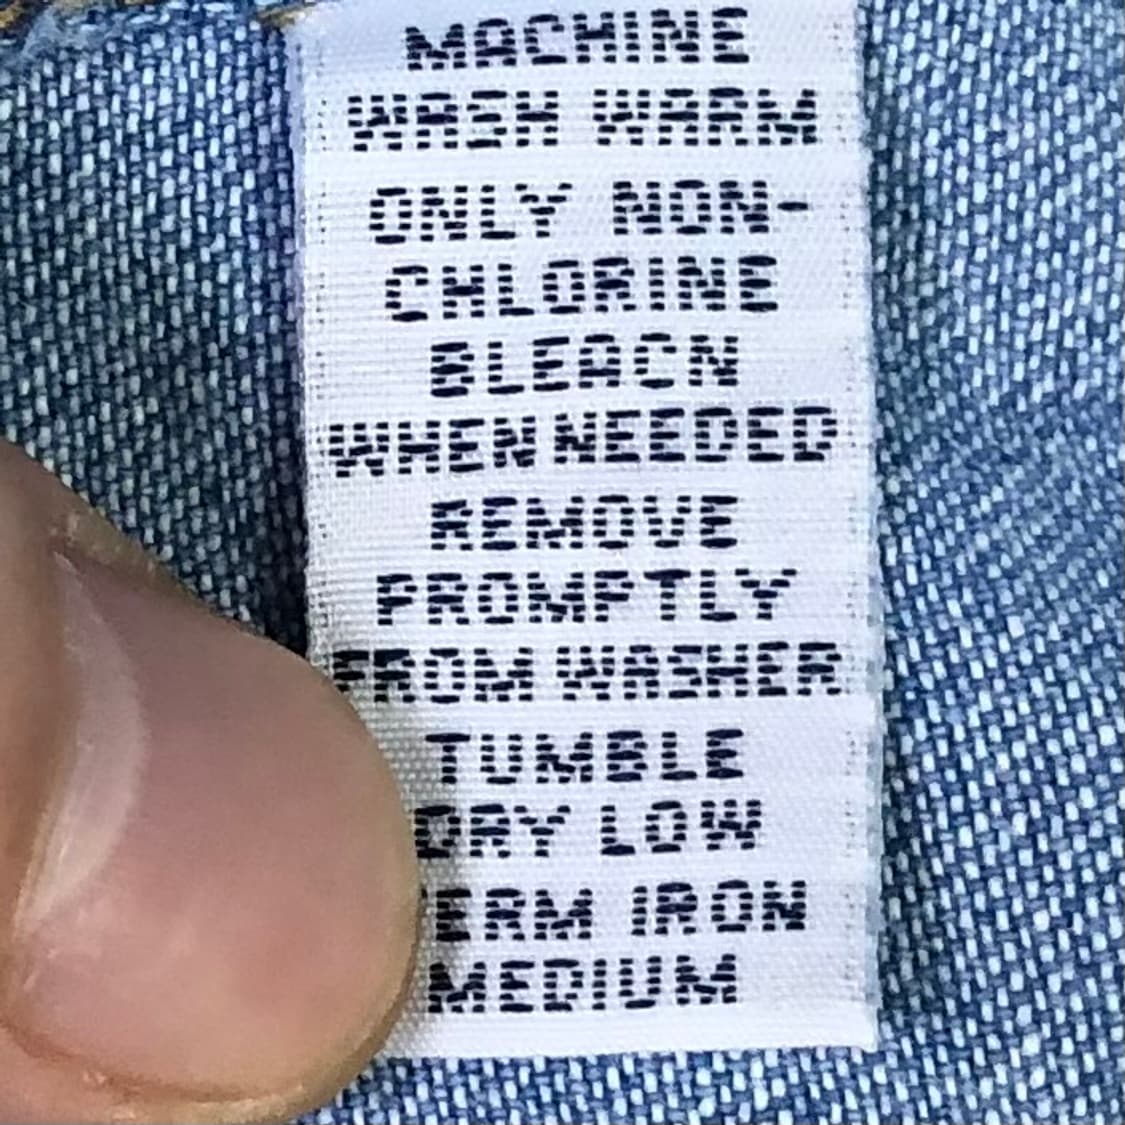 MACHINE
WASH WARM
ONLY NON-
CHLORINE
BLEACN
WHEN NEEDED
REMOVE
PROMPTLY
FROM WASHER
TUMBLE
DRY LOW
ERM IRON
MEDIUM